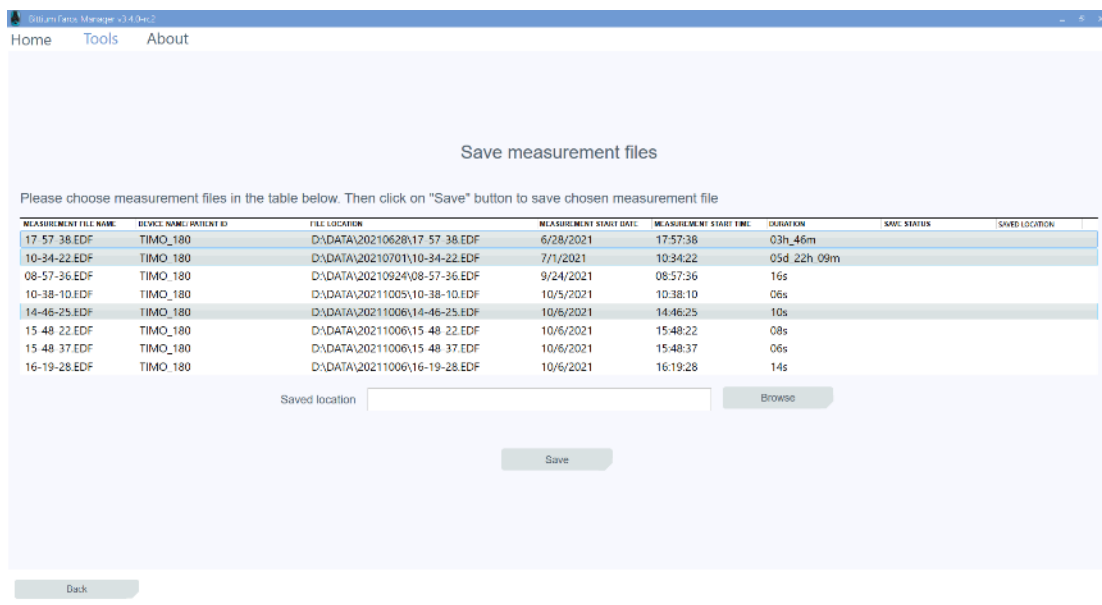 Bittium Faros Manager v3.4.0-rc2
Home Tools About
Save measurement files
Please choose measurement files in the table below. Then click on "Save" button to save chosen measurement file
MEASUREMENT FILE NAME DEVICE NAME/PATIENT ID FILE LOCATION MEASUREMENT START DATE MEASUREMENT START TIME DURATION SAVE STATUS SAVED LOCATION
17-57-38.EDF TIMO_180 D:\DATA\20210628\17-57-38.EDF 6/28/2021 17:57:38 03h_46m
10-34-22.EDF TIMO_180 D:\DATA\20210701\10-34-22.EDF 7/1/2021 10:34:22 05d_22h_09m
08-57-36.EDF TIMO_180 D:\DATA\20210924\08-57-36.EDF 9/24/2021 08:57:36 16s
10-38-10.EDF TIMO_180 D:\DATA\20211005\10-38-10.EDF 10/5/2021 10:38:10 06s
14-46-25.EDF TIMO_180 D:\DATA\20211006\14-46-25.EDF 10/6/2021 14:46:25 10s
15-48-22.EDF TIMO_180 D:\DATA\20211006\15-48-22.EDF 10/6/2021 15:48:22 08s
15-48-37.EDF TIMO_180 D:\DATA\20211006\15-48-37.EDF 10/6/2021 15:48:37 06s
16-19-28.EDF TIMO_180 D:\DATA\20211006\16-19-28.EDF 10/6/2021 16:19:28 14s
Saved location Browse
Save
Back